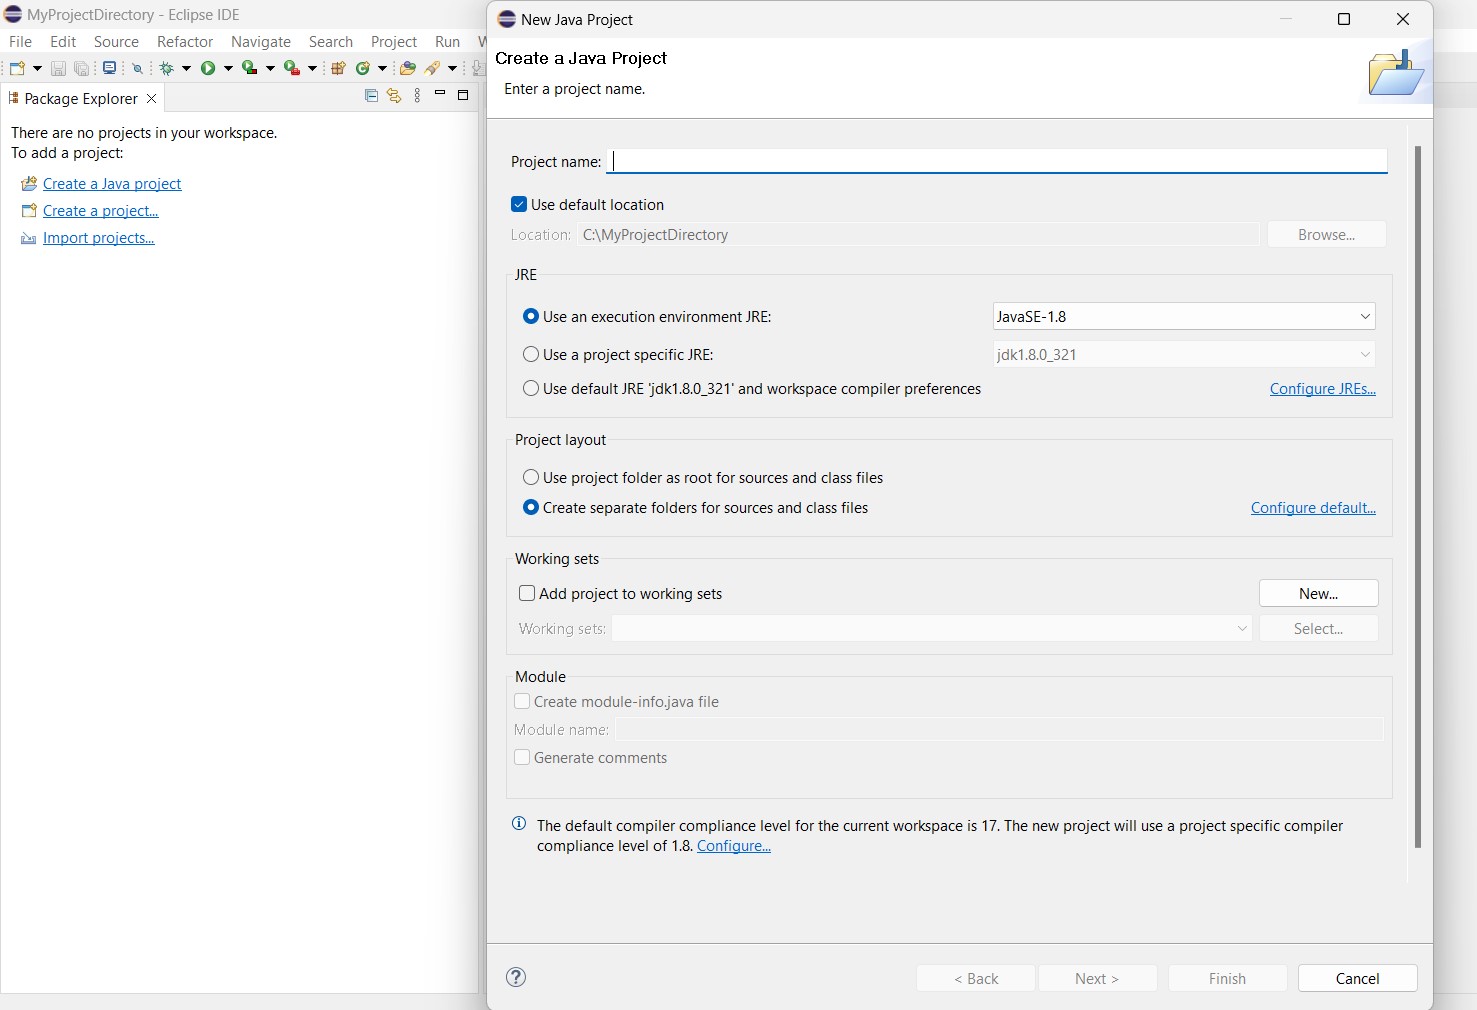 MyProjectDirectory - Eclipse IDE
File Edit Source Refactor Navigate Search Project Run
Package Explorer
There are no projects in your workspace.
To add a project:
Create a Java project
Create a project...
Import projects...
New Java Project
Create a Java Project
Enter a project name.
Project name:
Use default location
Location: C:\MyProjectDirectory Browse...
JRE
Use an execution environment JRE: JavaSE-1.8
Use a project specific JRE: jdk1.8.0_321
Use default JRE 'jdk1.8.0_321' and workspace compiler preferences Configure JREs...
Project layout
Use project folder as root for sources and class files
Create separate folders for sources and class files Configure default...
Working sets
Add project to working sets New...
Working sets: Select...
Module
Create module-info.java file
Module name:
Generate comments
The default compiler compliance level for the current workspace is 17. The new project will use a project specific compiler
compliance level of 1.8. Configure...
< Back Next > Finish Cancel